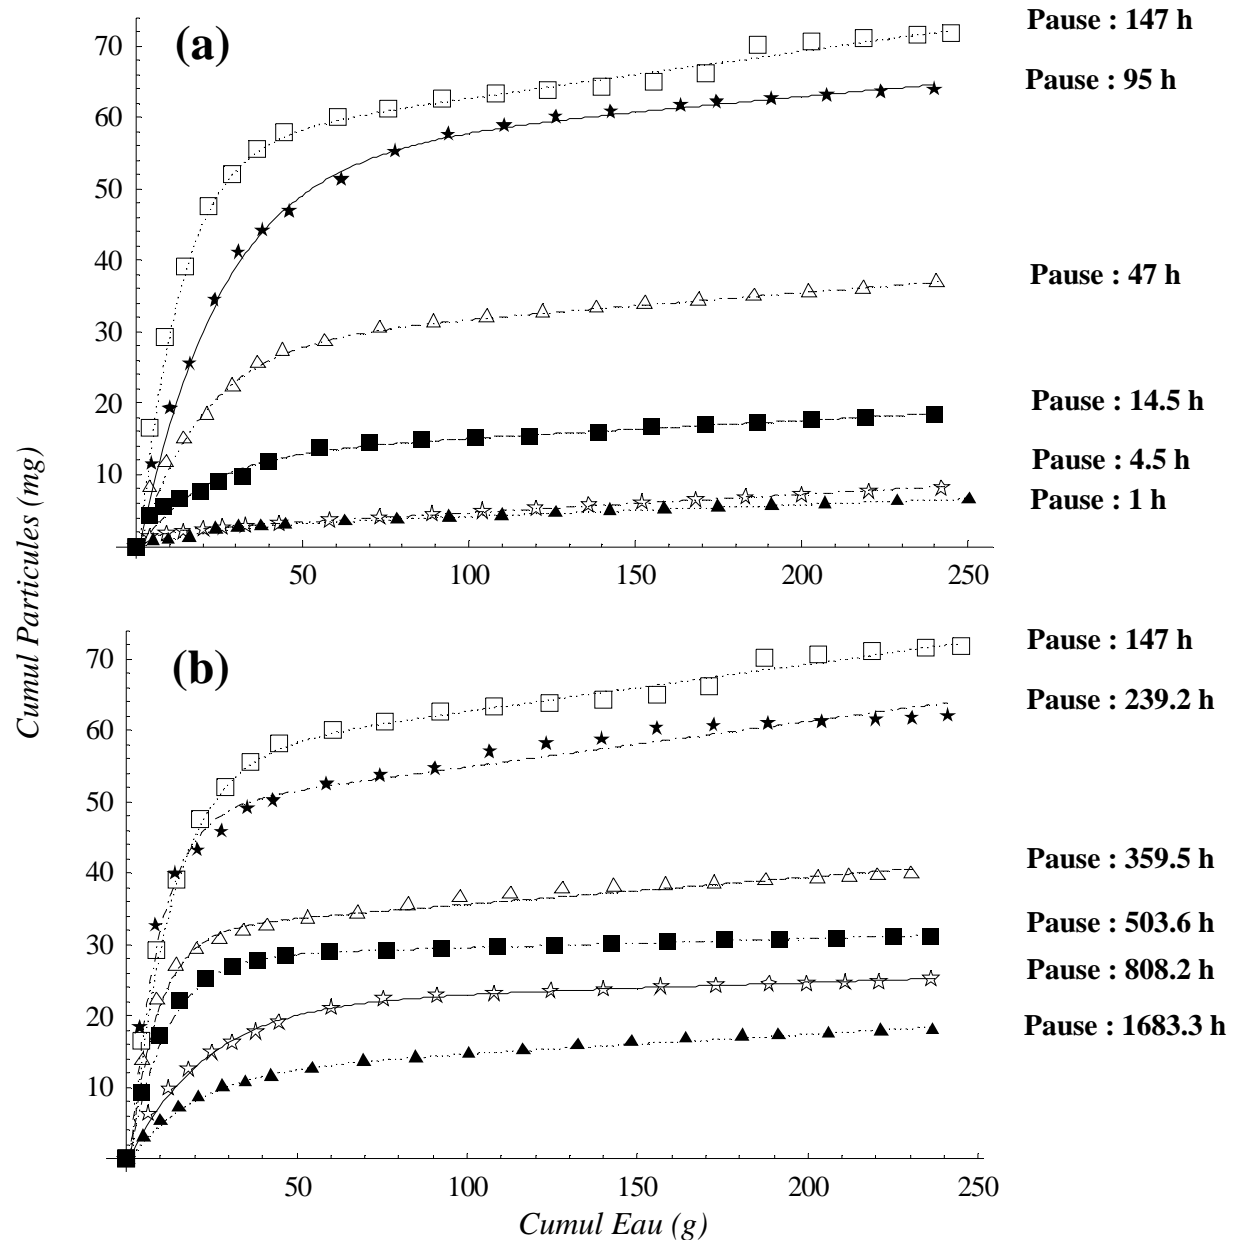 (a)
70
60
50
40
30
20
10
50
100
150
200
250
Pause : 147 h
Pause : 95 h
Pause : 47 h
Pause : 14.5 h
Pause : 4.5 h
Pause : 1 h
Cumul Particules (mg)
(b)
70
60
50
40
30
20
10
50
100
150
200
250
Pause : 147 h
Pause : 239.2 h
Pause : 359.5 h
Pause : 503.6 h
Pause : 808.2 h
Pause : 1683.3 h
Cumul Eau (g)